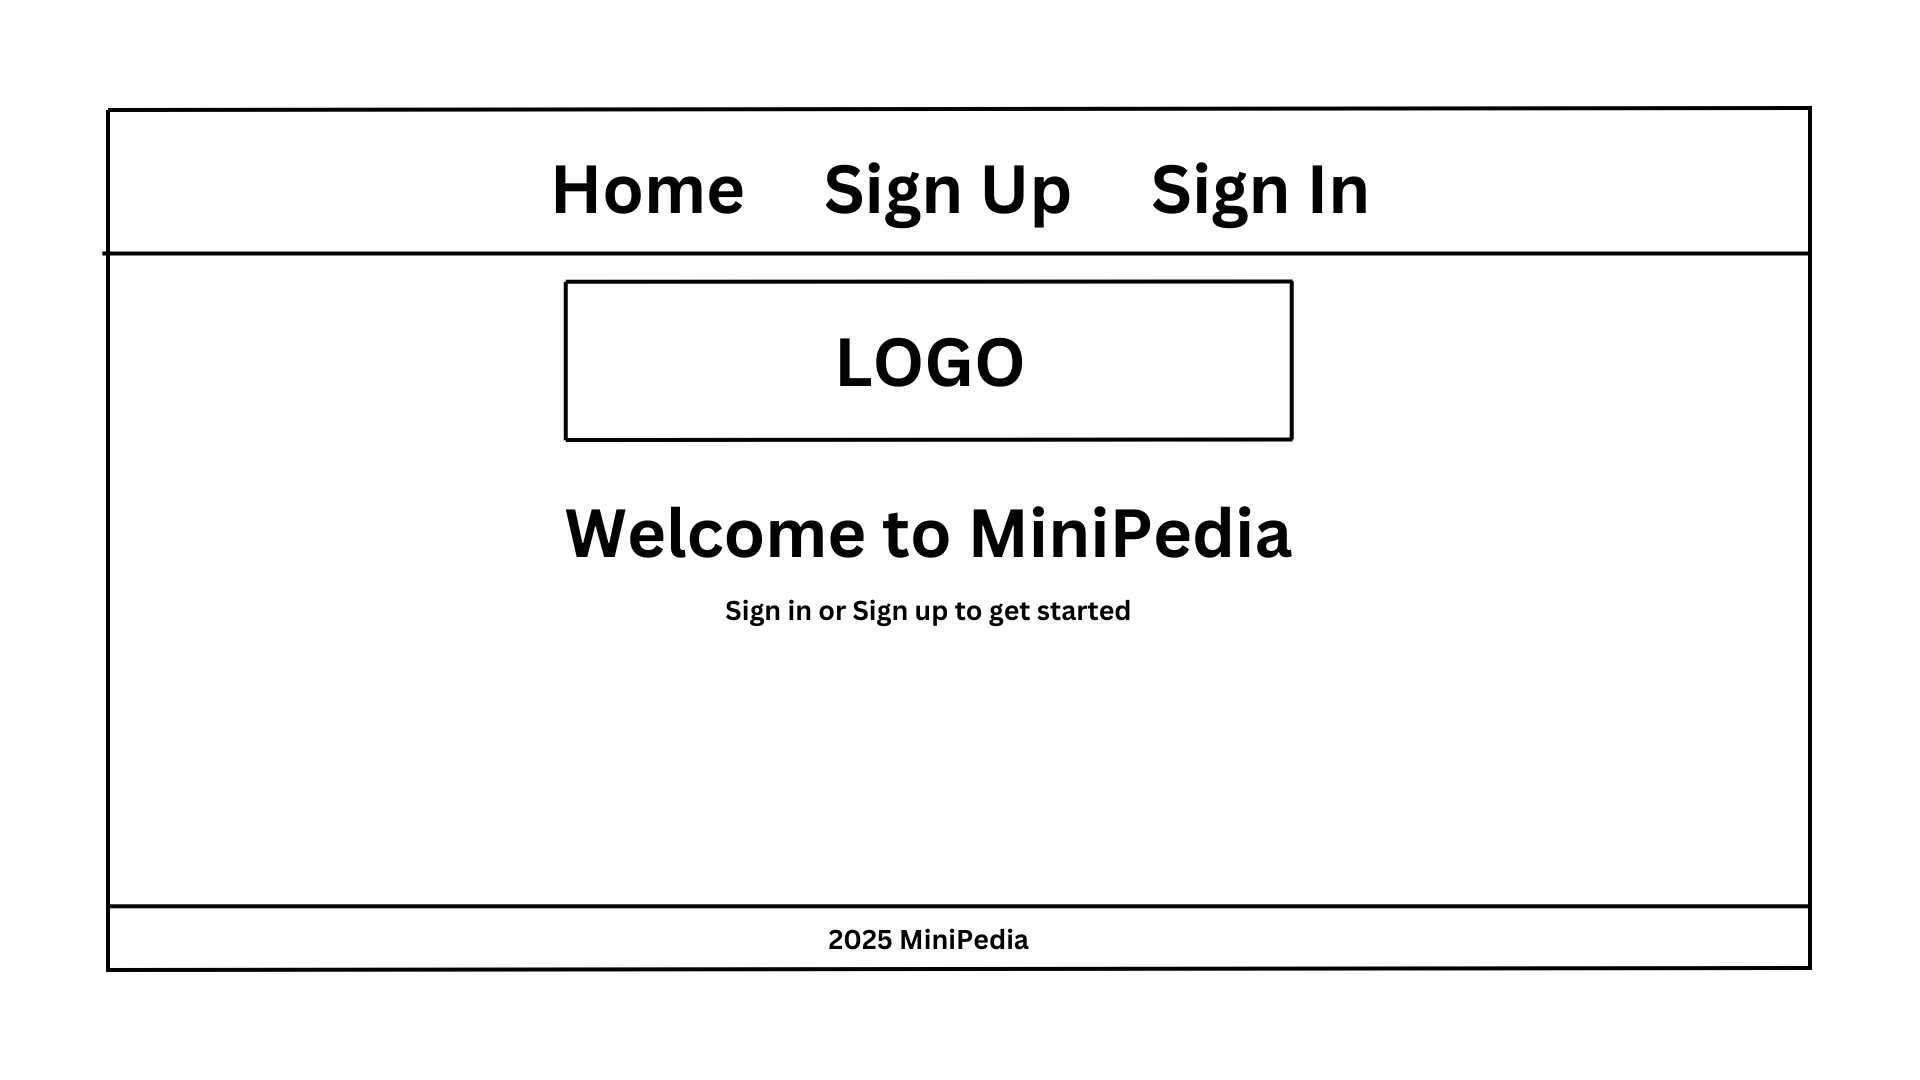 Home Sign Up Sign In
LOGO
Welcome to MiniPedia
Sign in or Sign up to get started
2025 MiniPedia